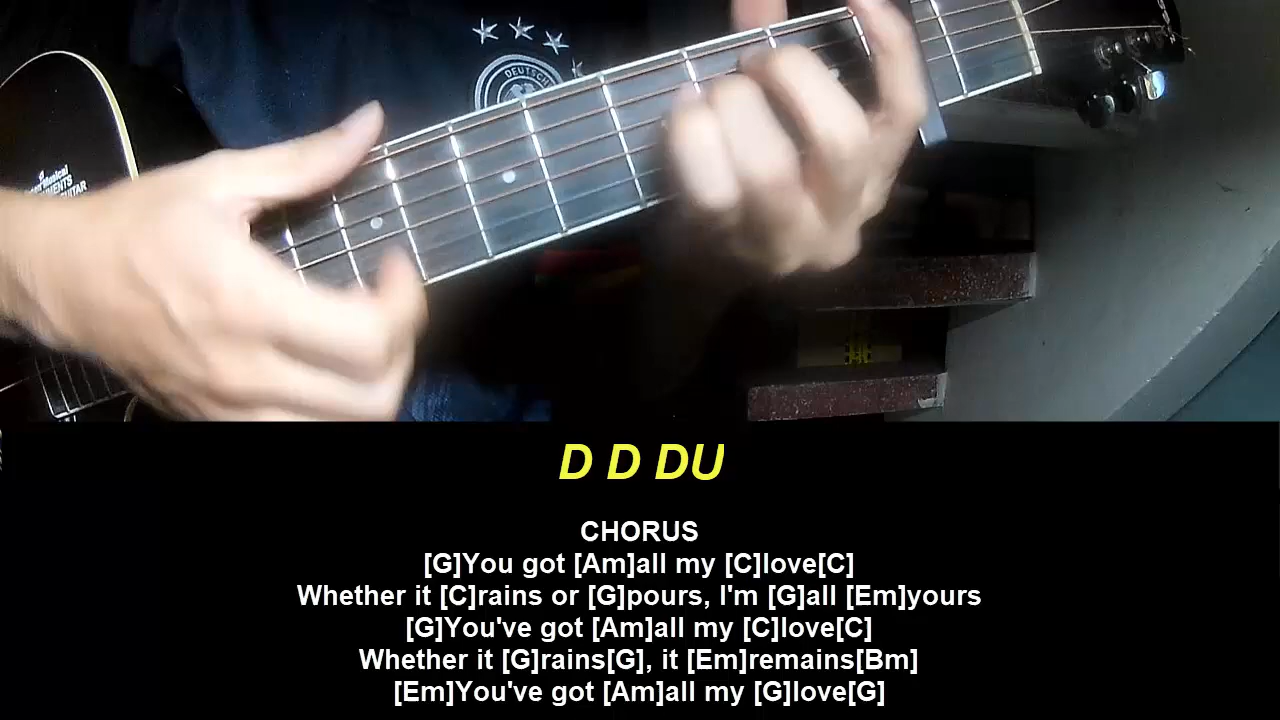 DEUTSCH
D D DU
CHORUS
[G]You got [Am]all my [C]love[C]
Whether it [C]rains or [G]pours, I'm [G]all [Em]yours
[G]You've got [Am]all my [C]love[C]
Whether it [G]rains[G], it [Em]remains[Bm]
[Em]You've got [Am]all my [G]love[G]